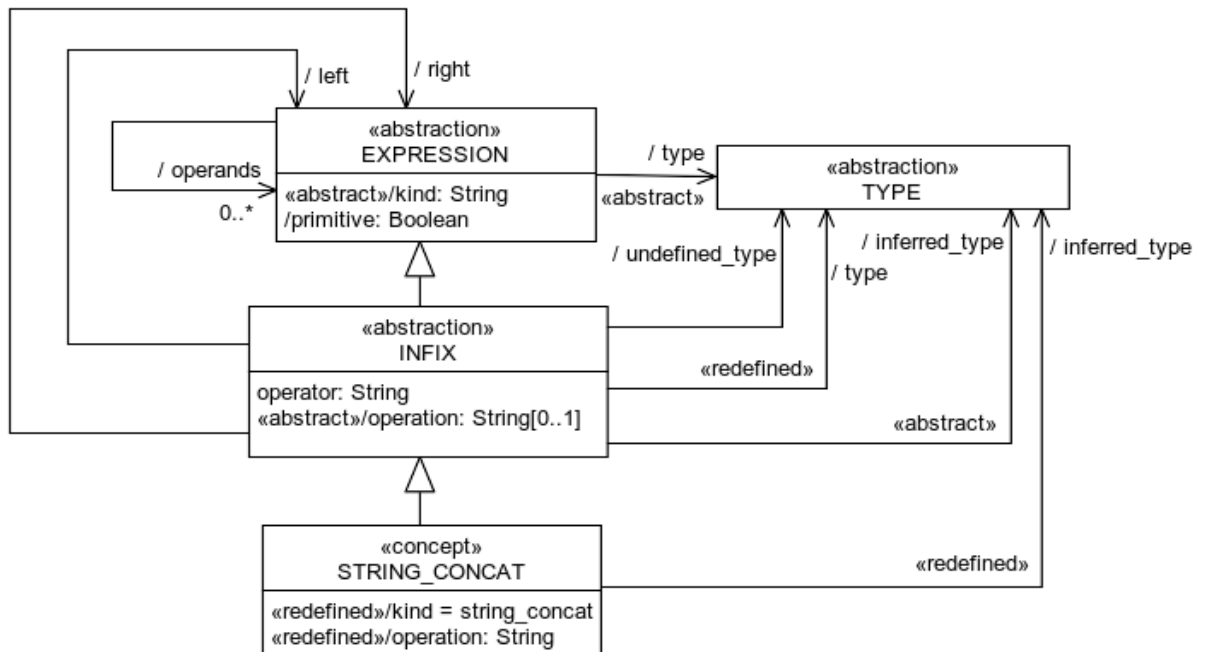 / left
/ right
«abstraction»
EXPRESSION
/ operands
0..*
«abstract»/kind: String
/primitive: Boolean
/ type
«abstract»
«abstraction»
TYPE
/ undefined_type
/ type
/ inferred_type
/ inferred_type
«abstraction»
INFIX
operator: String
«abstract»/operation: String[0..1]
«redefined»
«abstract»
«concept»
STRING_CONCAT
«redefined»/kind = string_concat
«redefined»/operation: String
«redefined»